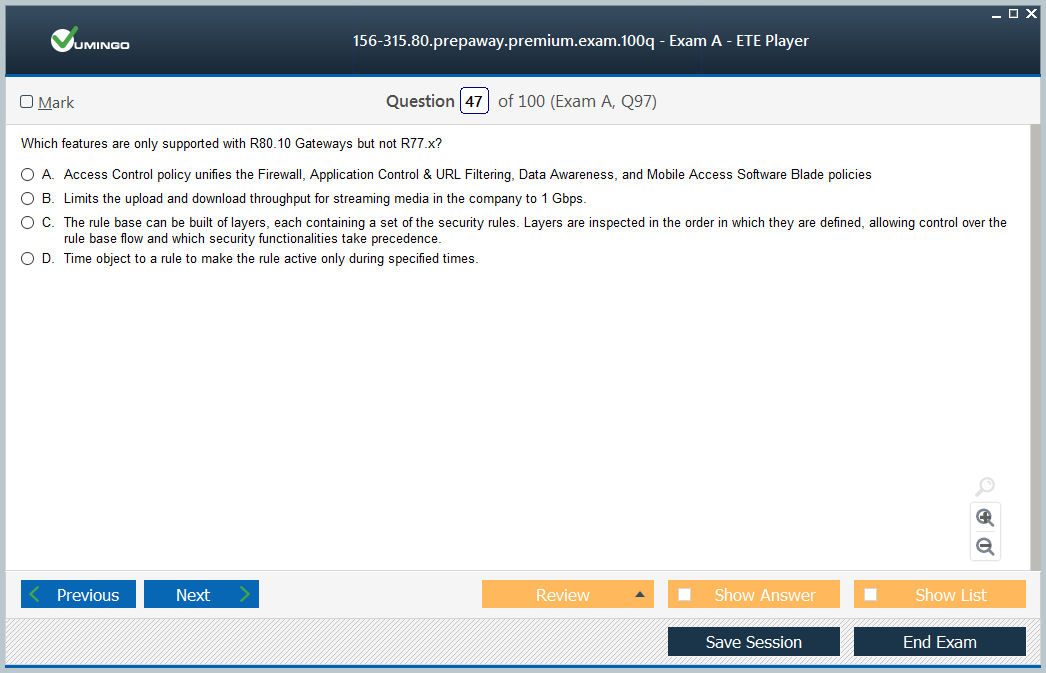 VUMINGO
156-315.80.prepaway.premium.exam.100q - Exam A - ETE Player
Mark
Question 47 of 100 (Exam A, Q97)
Which features are only supported with R80.10 Gateways but not R77.x?
A. Access Control policy unifies the Firewall, Application Control & URL Filtering, Data Awareness, and Mobile Access Software Blade policies
B. Limits the upload and download throughput for streaming media in the company to 1 Gbps.
C. The rule base can be built of layers, each containing a set of the security rules. Layers are inspected in the order in which they are defined, allowing control over the
rule base flow and which security functionalities take precedence.
D. Time object to a rule to make the rule active only during specified times.
Previous
Next
Review
Show Answer
Show List
Save Session
End Exam